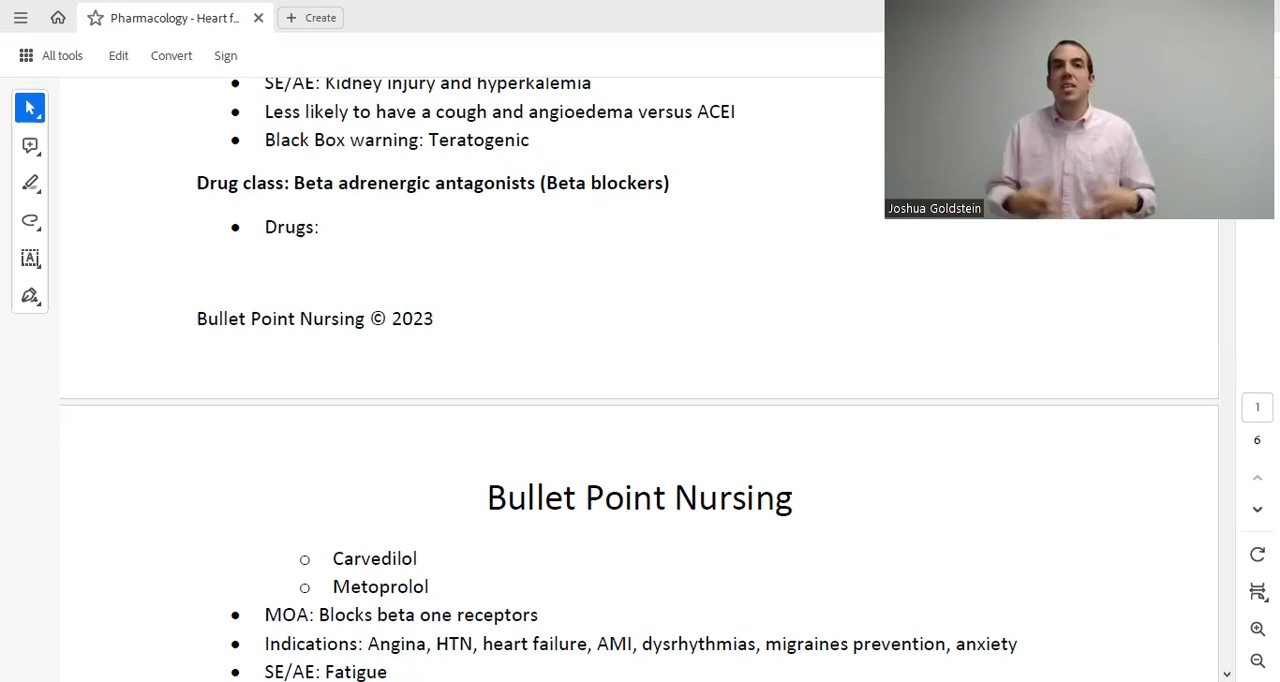 Pharmacology - Heart f...
Create
All tools
Edit
Convert
Sign
Joshua Goldstein
• SE/AE: Kidney injury and hyperkalemia
• Less likely to have a cough and angioedema versus ACEI
• Black Box warning: Teratogenic
Drug class: Beta adrenergic antagonists (Beta blockers)
• Drugs:
Bullet Point Nursing © 2023
Bullet Point Nursing
o Carvedilol
o Metoprolol
• MOA: Blocks beta one receptors
• Indications: Angina, HTN, heart failure, AMI, dysrhythmias, migraines prevention, anxiety
• SE/AE: Fatigue
1
6